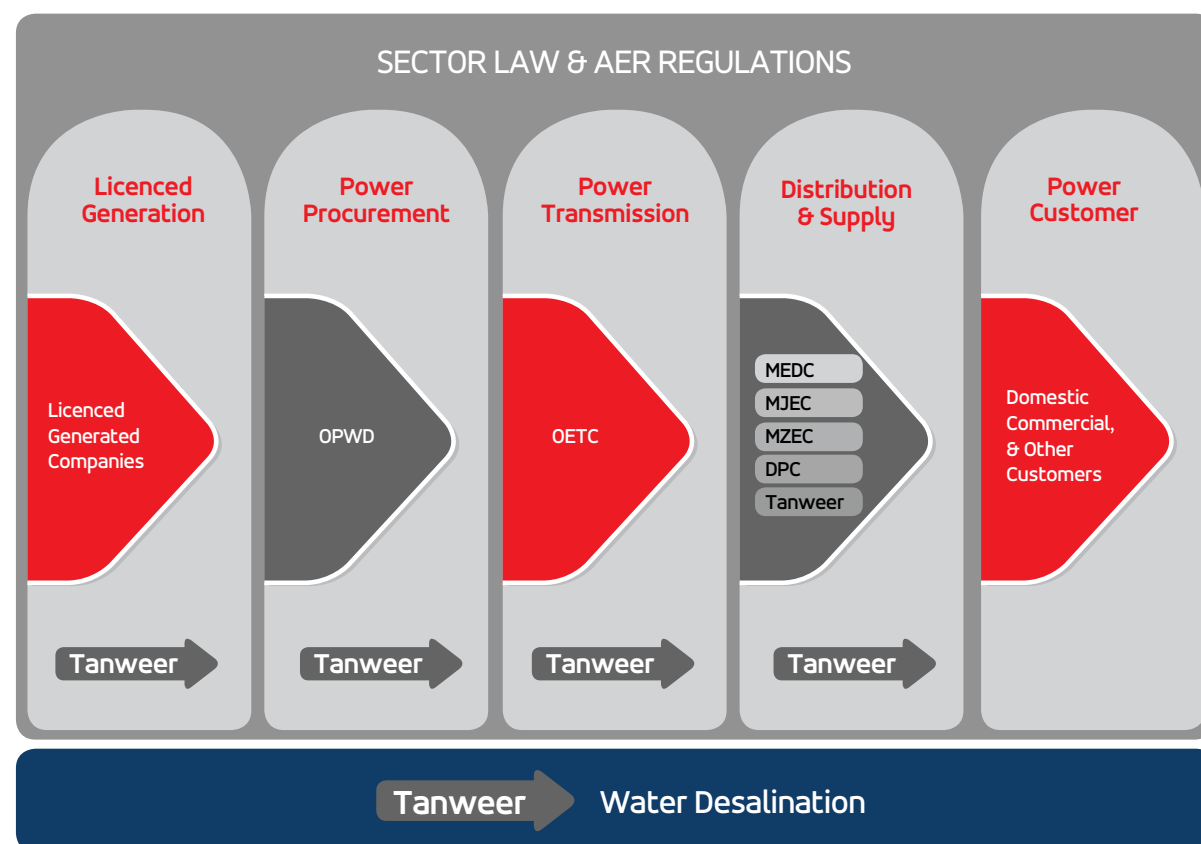 SECTOR LAW & AER REGULATIONS
Licenced
Generation
Licenced
Generated
Companies
Tanweer
Power
Procurement
OPWD
Tanweer
Power
Transmission
OETC
Tanweer
Distribution
& Supply
MEDC
MJEC
MZEC
DPC
Tanweer
Tanweer
Power
Customer
Domestic
Commercial,
& Other
Customers
Tanweer Water Desalination